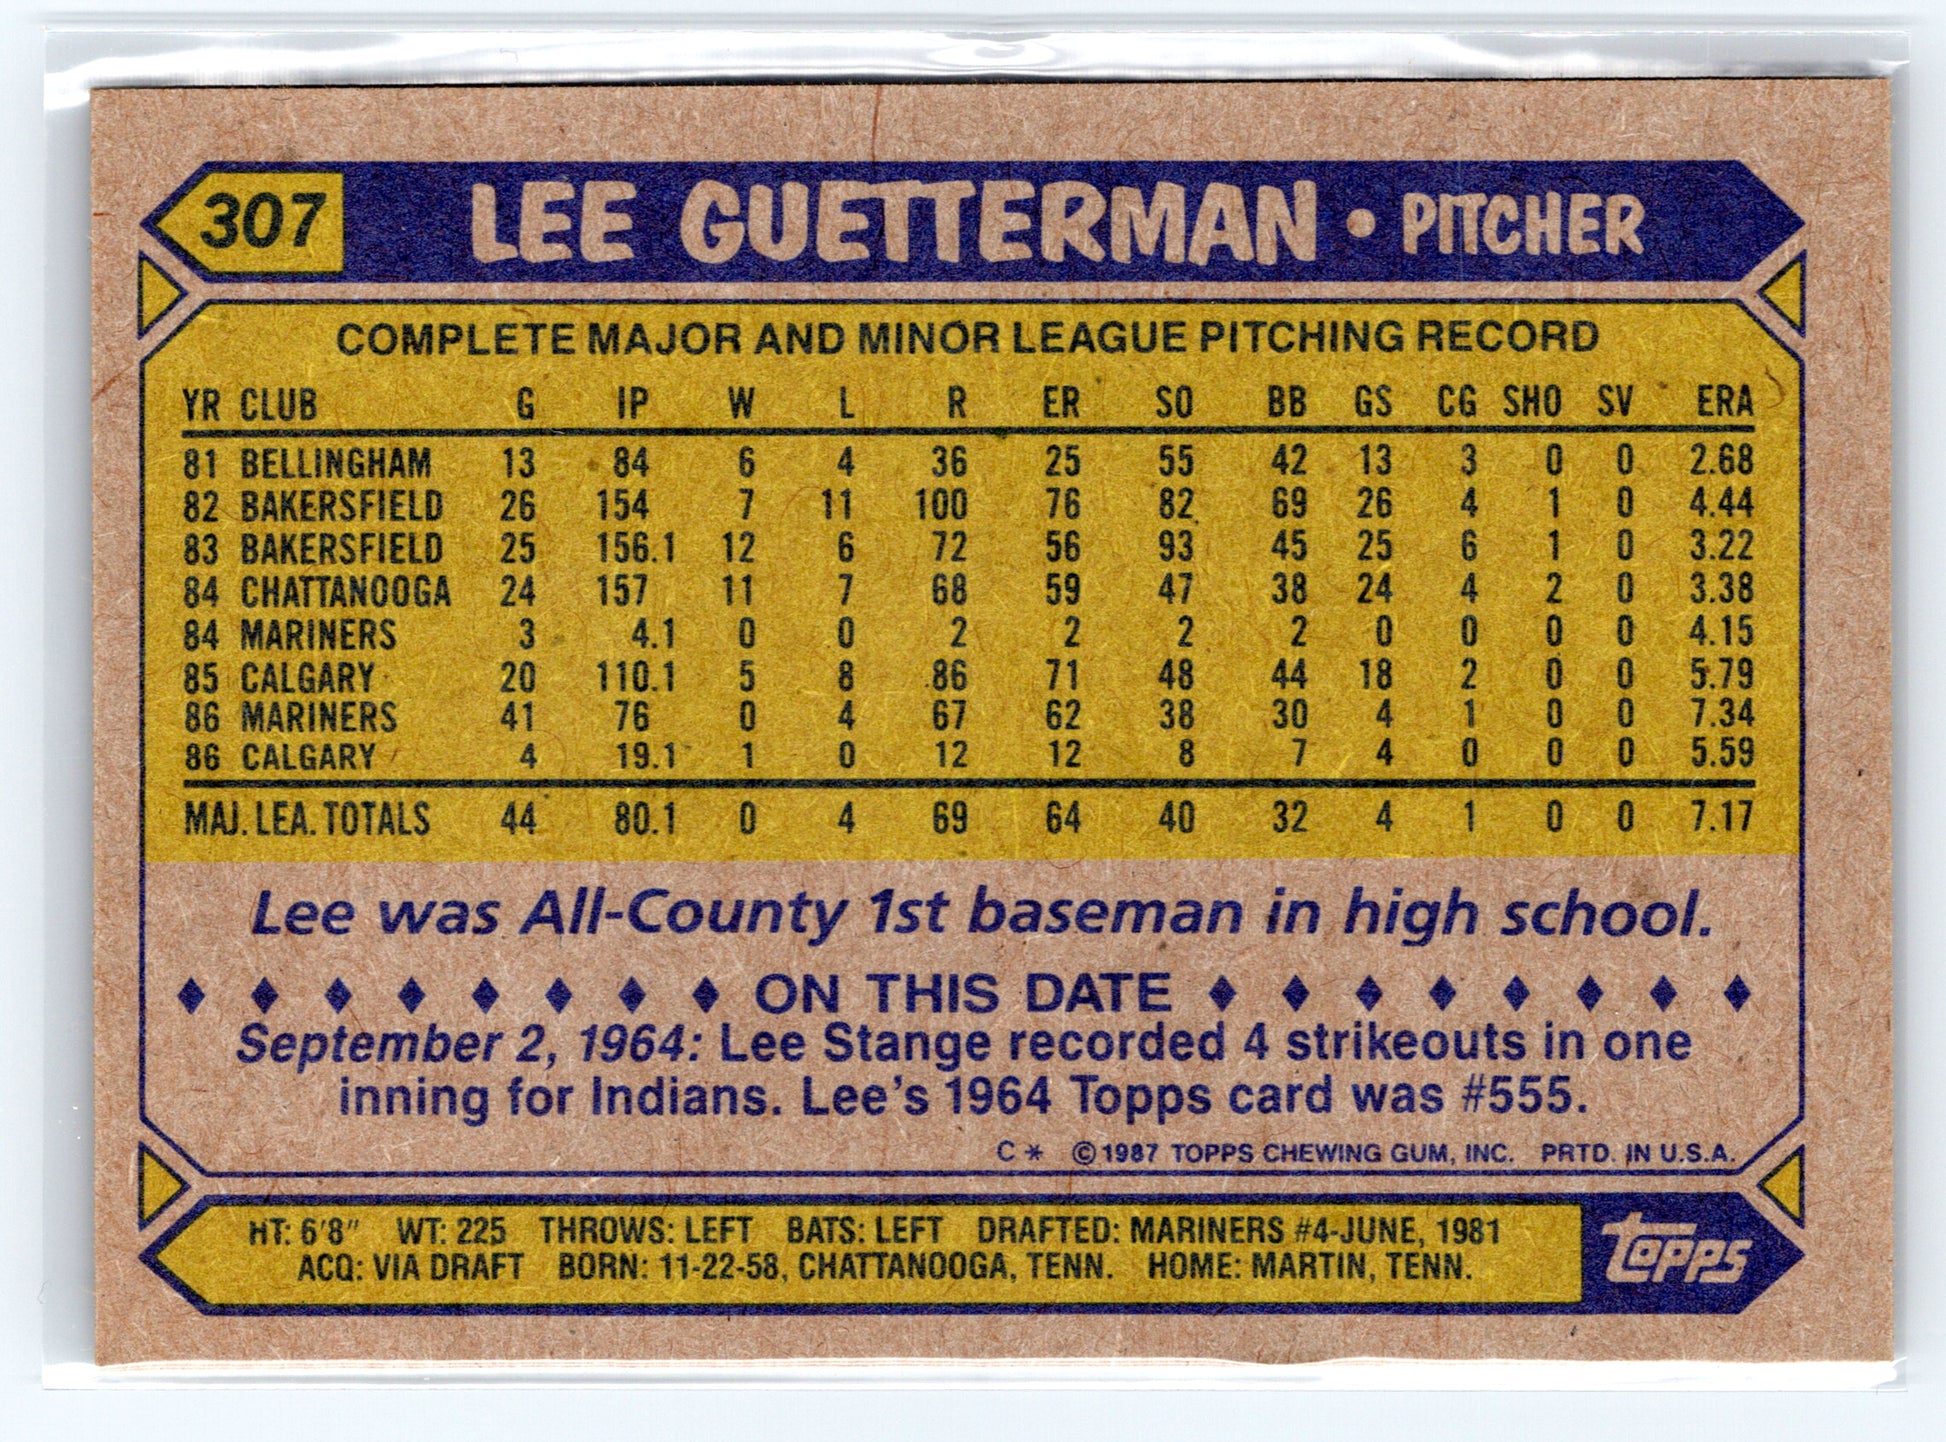 307 LEE GUETTERMAN • PITCHER
COMPLETE MAJOR AND MINOR LEAGUE PITCHING RECORD
YR CLUB G IP W L R ER SO BB GS CG SHO SV ERA
81 BELLINGHAM 13 84 6 4 36 25 55 42 13 3 0 0 2.68
82 BAKERSFIELD 26 154 7 11 100 76 82 69 26 4 1 0 4.44
83 BAKERSFIELD 25 156.1 12 6 72 56 93 45 25 6 1 0 3.22
84 CHATTANOOGA 24 157 11 7 68 59 47 38 24 4 2 0 3.38
84 MARINERS 3 4.1 0 0 2 2 2 2 0 0 0 0 4.15
85 CALGARY 20 110.1 5 8 86 71 48 44 18 2 0 0 5.79
86 MARINERS 41 76 0 4 67 62 38 30 4 1 0 0 7.34
86 CALGARY 4 19.1 1 0 12 12 8 7 4 0 0 0 5.59
MAJ. LEA. TOTALS 44 80.1 0 4 69 64 40 32 4 1 0 0 7.17
Lee was All-County 1st baseman in high school.
♦ ♦ ♦ ♦ ♦ ♦ ♦ ♦ ON THIS DATE ♦ ♦ ♦ ♦ ♦ ♦ ♦ ♦
September 2, 1964: Lee Stange recorded 4 strikeouts in one
inning for Indians. Lee's 1964 Topps card was #555.
C * ©1987 TOPPS CHEWING GUM, INC. PRTD. IN U.S.A.
HT: 6'8" WT: 225 THROWS: LEFT BATS: LEFT DRAFTED: MARINERS #4-JUNE, 1981
ACQ: VIA DRAFT BORN: 11-22-58, CHATTANOOGA, TENN. HOME: MARTIN, TENN.
Topps